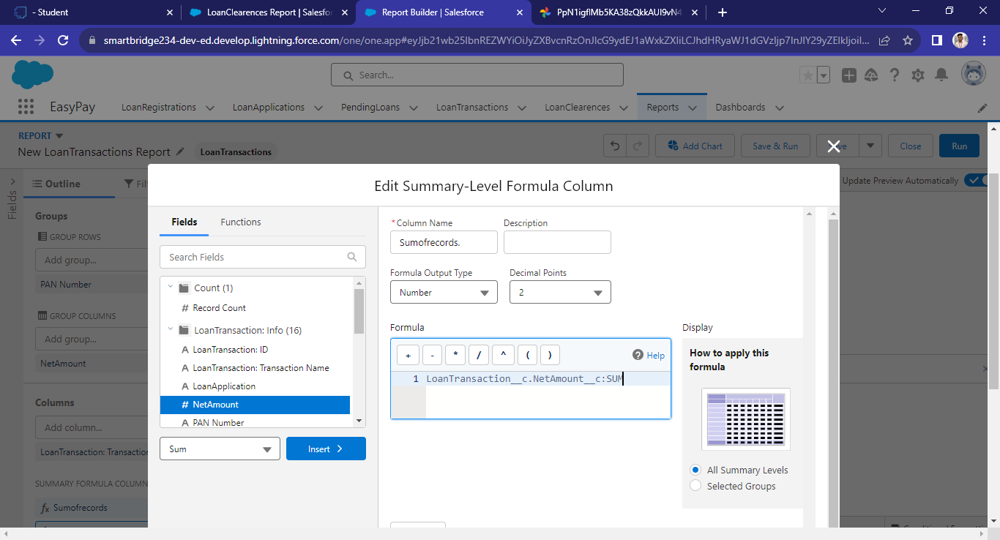 - Student
LoanClearences Report | Salesfor
Report Builder | Salesforce
smartbridge234-dev-ed.develop.lightning.force.com
Search...
EasyPay
LoanRegistrations
LoanApplications
PendingLoans
LoanTransactions
LoanClearences
Reports
Dashboards
REPORT
New LoanTransactions Report
LoanTransactions
Add Chart
Save & Run
Close
Run
Fields
Outline
Update Preview Automatically
Groups
GROUP ROWS
Add group...
PAN Number
GROUP COLUMNS
Add group...
NetAmount
Columns
Add column...
LoanTransaction: Transaction
SUMMARY FORMULA COLUMN
fx Sumofrecords
Edit Summary-Level Formula Column
Fields
Functions
Search Fields
Count (1)
# Record Count
LoanTransaction: Info (16)
A LoanTransaction: ID
A LoanTransaction: Transaction Name
A LoanApplication
# NetAmount
A PAN Number
Sum
Insert
* Column Name
Description
Sumofrecords.
Formula Output Type
Decimal Points
Number
2
Formula
+ - * / ^ ( )
Help
1 LoanTransaction__c.NetAmount__c:SUM
Display
How to apply this
formula
All Summary Levels
Selected Groups